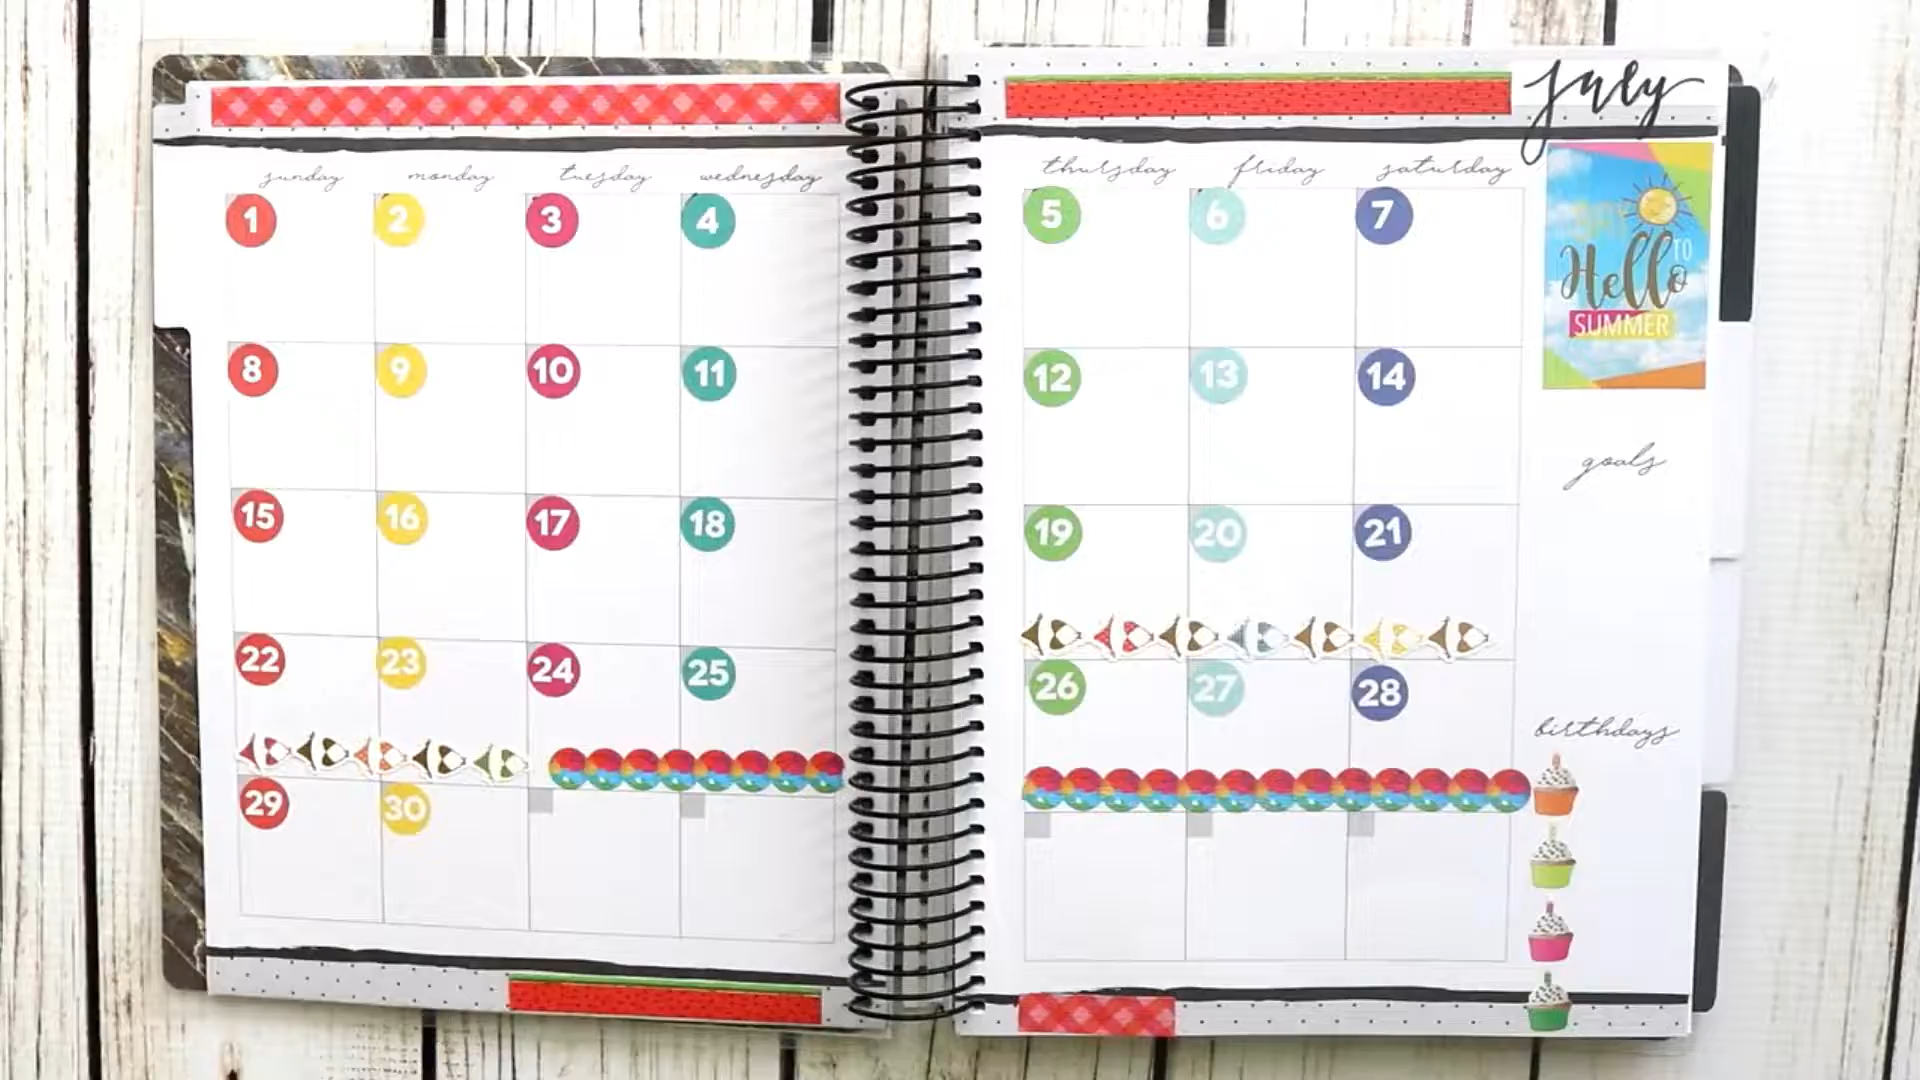 july
sunday monday tuesday wednesday thursday friday saturday
1 2 3 4 5 6 7
TO
Hello
SUMMER
8 9 10 11 12 13 14
goals
15 16 17 18 19 20 21
22 23 24 25 26 27 28
birthdays
29 30